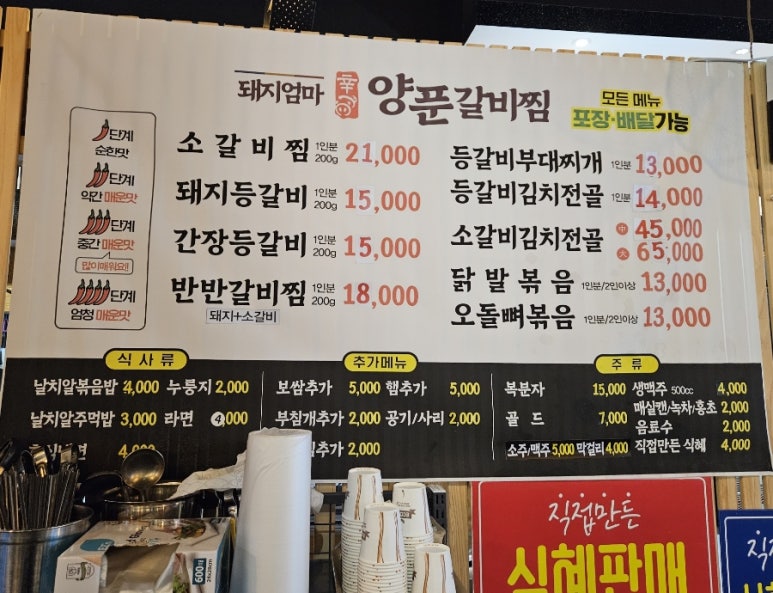 돼지엄마 辛 양푼갈비찜
모든 메뉴
포장·배달가능
단계
순한맛
단계
약간 매운맛
단계
중간 매운맛
많이매워요!!
단계
엄청 매운맛
소갈비찜 1인분 200g 21,000
돼지등갈비 1인분 200g 15,000
간장등갈비 1인분 200g 15,000
반반갈비찜 1인분 200g 18,000
돼지+소갈비
등갈비부대찌개 1인분 13,000
등갈비김치전골 1인분 14,000
소갈비김치전골 中 45,000
大 65,000
닭발볶음 1인분/2인이상 13,000
오돌뼈볶음 1인분/2인이상 13,000
식사류
날치알볶음밥 4,000 누룽지 2,000
날치알주먹밥 3,000 라면 4,000
추가메뉴
보쌈추가 5,000 햄추가 5,000
부침개추가 2,000 공기/사리 2,000
추가 2,000
주류
복분자 15,000 생맥주 500cc 4,000
골드 7,000 매실캔/녹차/홍초 2,000
음료수 2,000
소주/맥주 5,000 막걸리 4,000 직접만든 식혜 4,000
직접만든
식혜판매